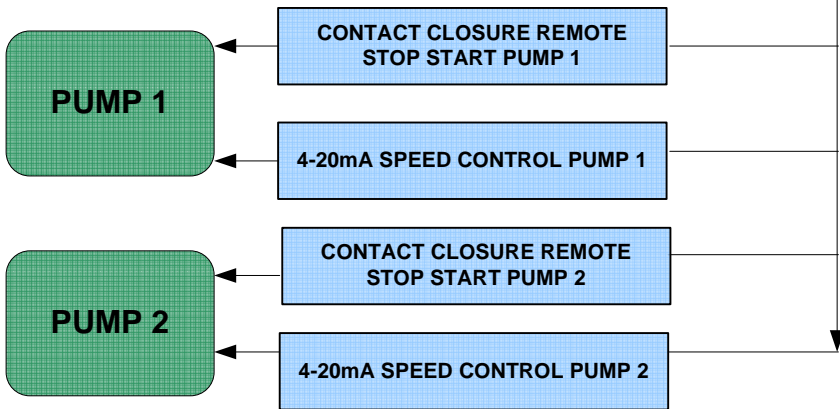 CONTACT CLOSURE REMOTE
STOP START PUMP 1
PUMP 1
4-20mA SPEED CONTROL PUMP 1
CONTACT CLOSURE REMOTE
STOP START PUMP 2
PUMP 2
4-20mA SPEED CONTROL PUMP 2